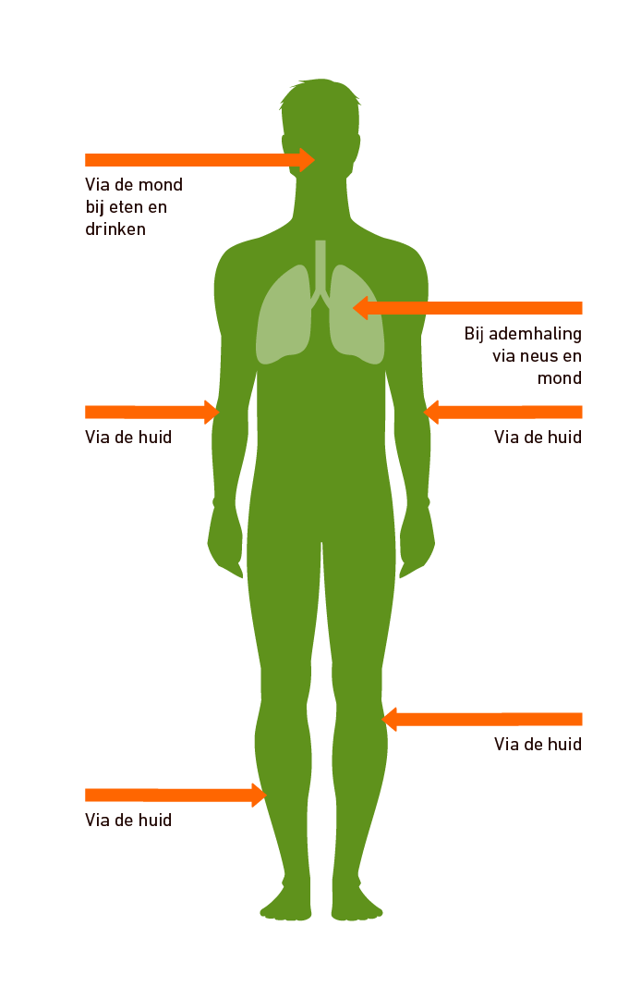 Via de mond
bij eten en
drinken
Bij ademhaling
via neus en
mond
Via de huid
Via de huid
Via de huid
Via de huid